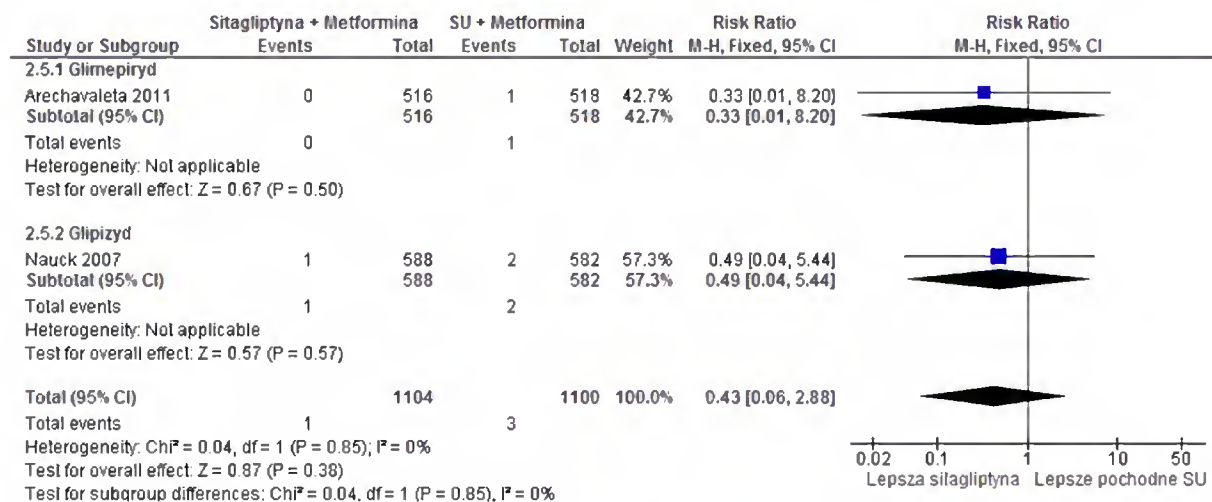 Sitagliptyna + Metformina SU + Metformina Risk Ratio Risk Ratio
Study or Subgroup Events Total Events Total Weight M-H, Fixed, 95% CI M-H, Fixed, 95% CI
2.5.1 Glimepiryd
Arechavaleta 2011 0 516 1 518 42.7% 0.33 [0.01, 8.20]
Subtotal (95% CI) 516 518 42.7% 0.33 [0.01, 8.20]
Total events 0 1
Heterogeneity: Not applicable
Test for overall effect: Z = 0.67 (P = 0.50)
2.5.2 Glipizyd
Nauck 2007 1 588 2 582 57.3% 0.49 [0.04, 5.44]
Subtotal (95% CI) 588 582 57.3% 0.49 [0.04, 5.44]
Total events 1 2
Heterogeneity: Not applicable
Test for overall effect: Z = 0.57 (P = 0.57)
Total (95% CI) 1104 1100 100.0% 0.43 [0.06, 2.88]
Total events 1 3
Heterogeneity: Chi² = 0.04, df = 1 (P = 0.85); I² = 0%
Test for overall effect: Z = 0.87 (P = 0.38)
Test for subgroup differences: Chi² = 0.04, df = 1 (P = 0.85), I² = 0%
0.02 0.1 1 10 50
Lepsza sitagliptyna Lepsze pochodne SU